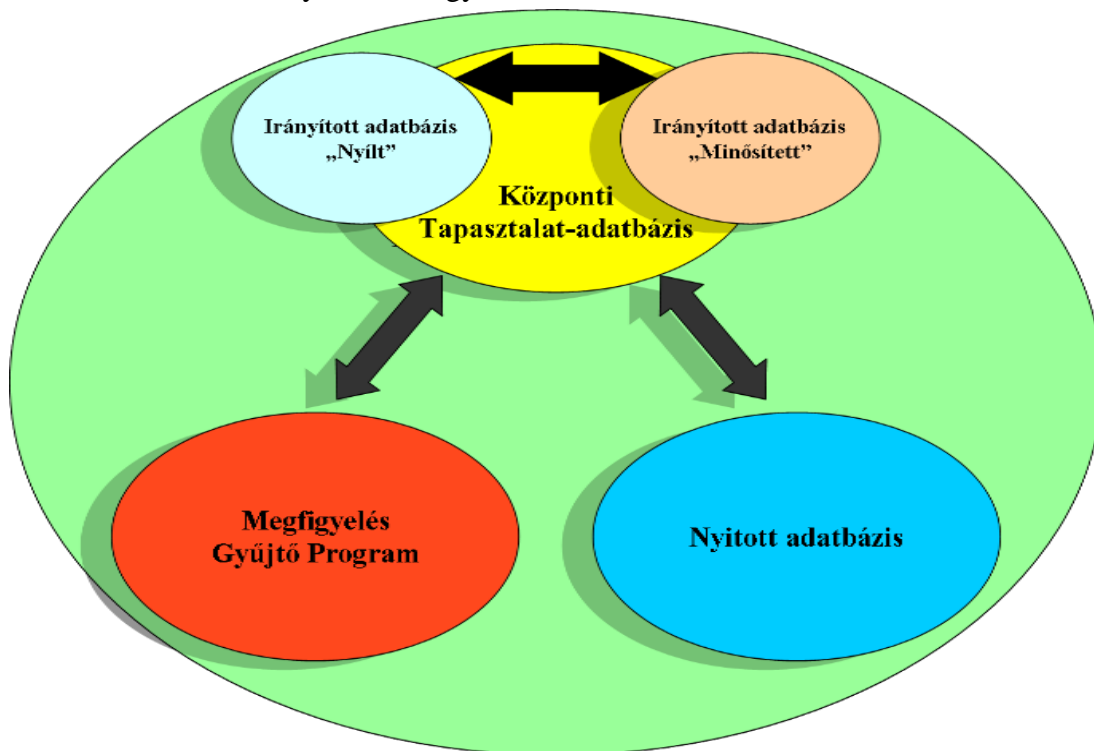 Irányított adatbázis
„Nyílt”
Irányított adatbázis
„Minősített”
Központi
Tapasztalat-adatbázis
Megfigyelés
Gyűjtő Program
Nyitott adatbázis